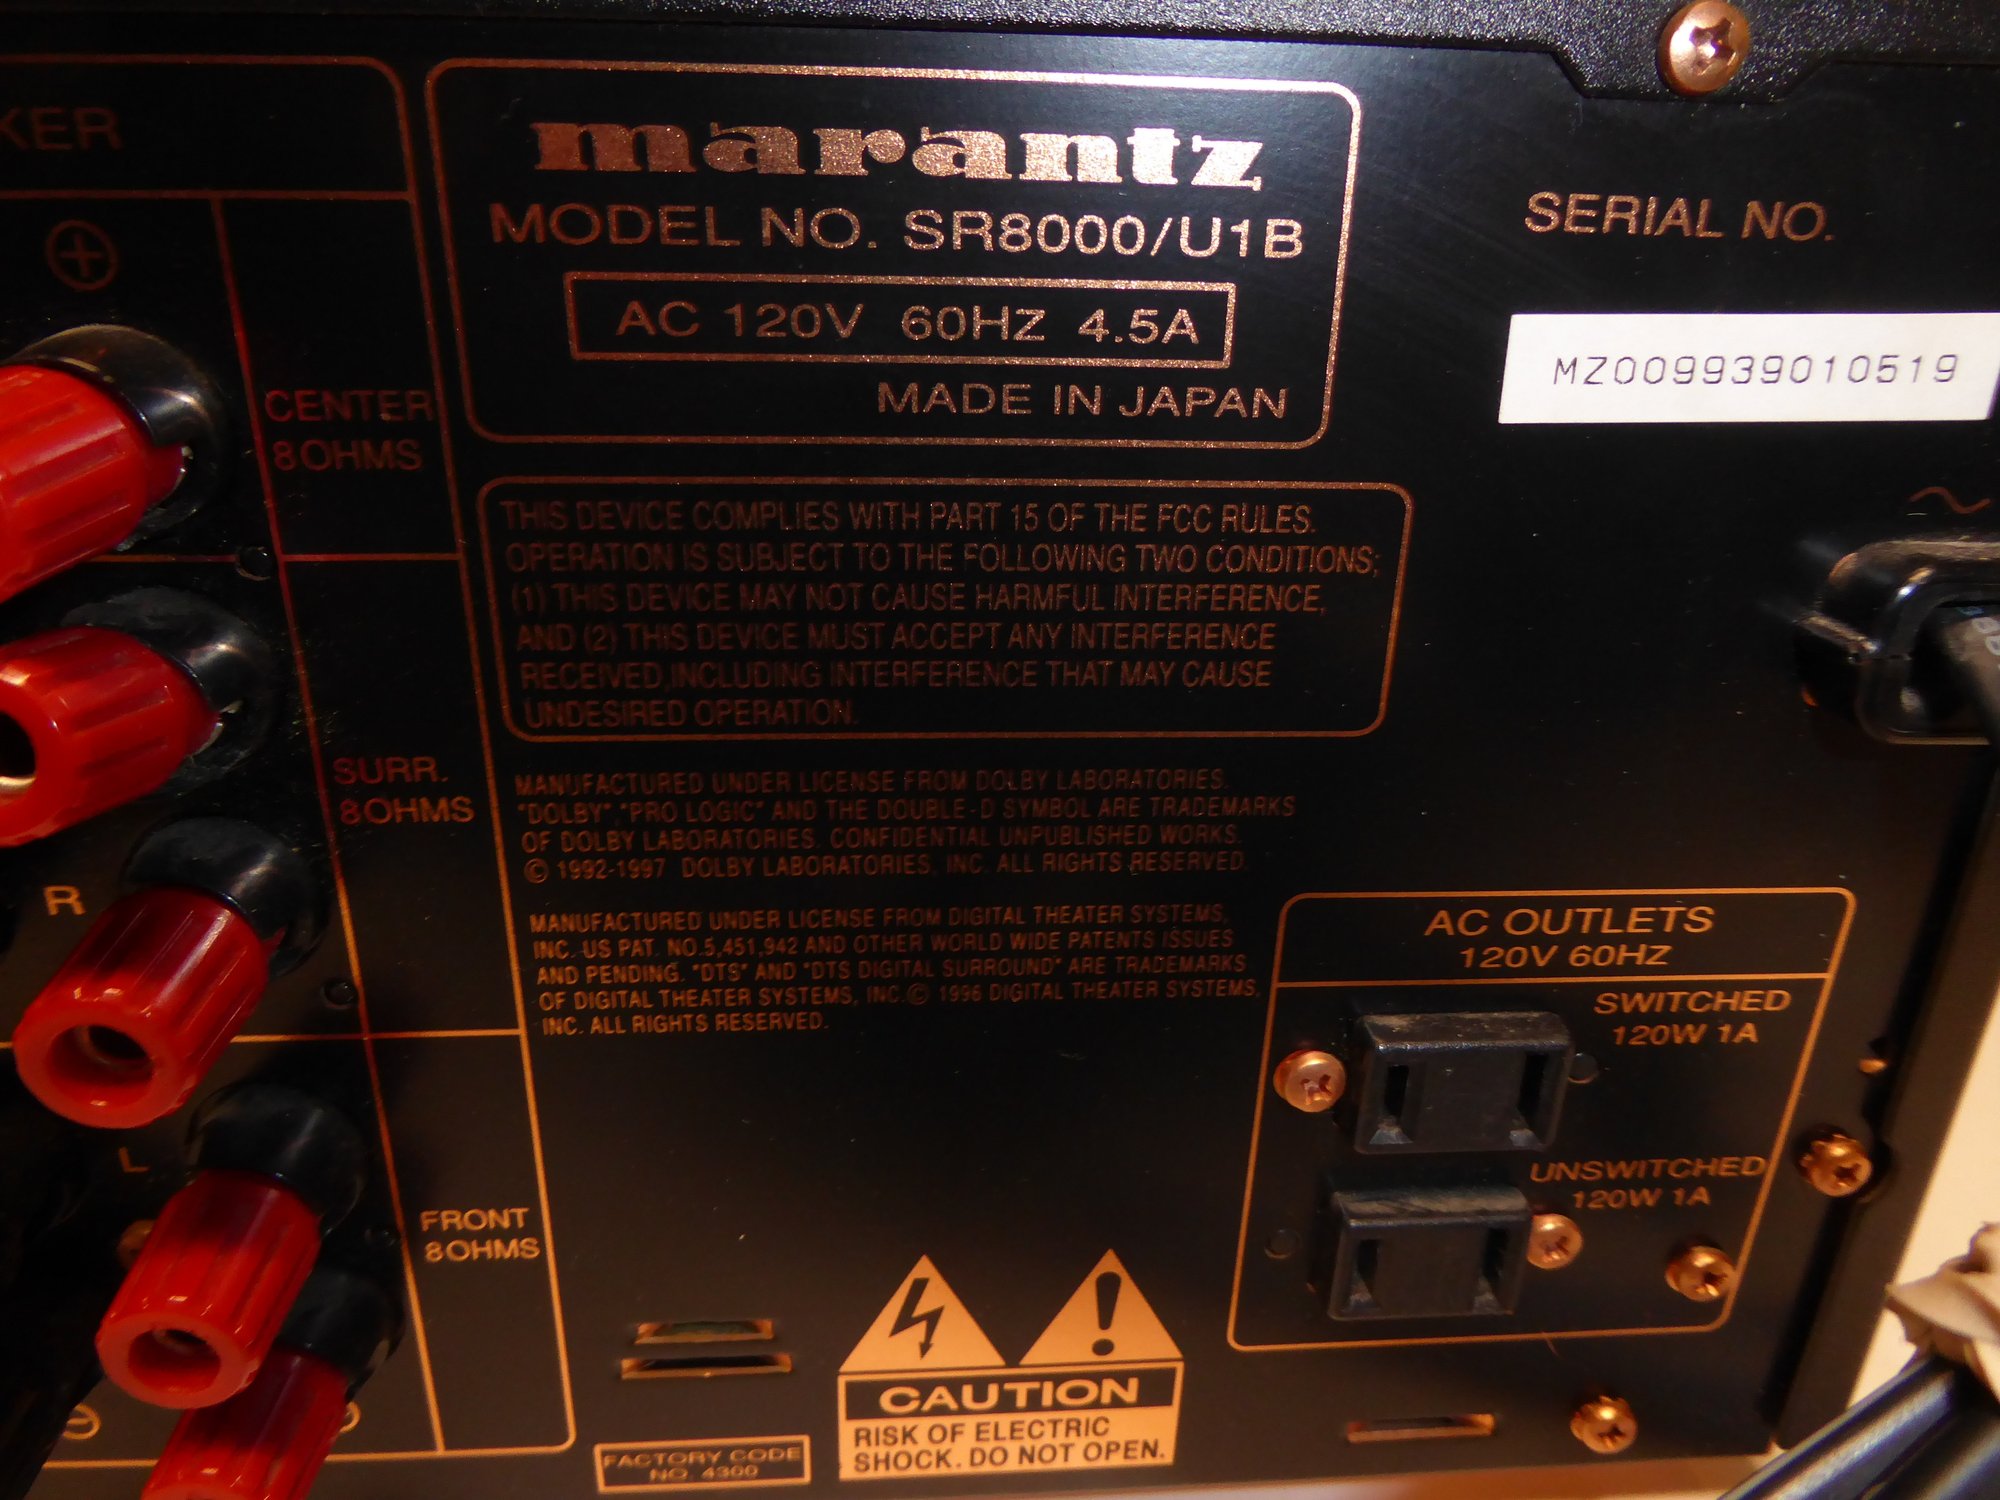 KER
marantz
MODEL NO. SR8000/U1B
AC 120V 60HZ 4.5A
MADE IN JAPAN
SERIAL NO.
MZ009939010519
CENTER
8 OHMS
THIS DEVICE COMPLIES WITH PART 15 OF THE FCC RULES.
OPERATION IS SUBJECT TO THE FOLLOWING TWO CONDITIONS;
(1) THIS DEVICE MAY NOT CAUSE HARMFUL INTERFERENCE,
AND (2) THIS DEVICE MUST ACCEPT ANY INTERFERENCE
RECEIVED,INCLUDING INTERFERENCE THAT MAY CAUSE
UNDESIRED OPERATION.
SURR.
8 OHMS
MANUFACTURED UNDER LICENSE FROM DOLBY LABORATORIES.
"DOLBY","PRO LOGIC" AND THE DOUBLE-D SYMBOL ARE TRADEMARKS
OF DOLBY LABORATORIES. CONFIDENTIAL UNPUBLISHED WORKS.
© 1992-1997 DOLBY LABORATORIES, INC. ALL RIGHTS RESERVED.
R
MANUFACTURED UNDER LICENSE FROM DIGITAL THEATER SYSTEMS,
INC. US PAT. NO.5,451,942 AND OTHER WORLD WIDE PATENTS ISSUES
AND PENDING. "DTS" AND "DTS DIGITAL SURROUND" ARE TRADEMARKS
OF DIGITAL THEATER SYSTEMS, INC.© 1996 DIGITAL THEATER SYSTEMS,
INC. ALL RIGHTS RESERVED.
AC OUTLETS
120V 60HZ
SWITCHED
120W 1A
UNSWITCHED
120W 1A
L
FRONT
8 OHMS
CAUTION
RISK OF ELECTRIC
SHOCK. DO NOT OPEN.
FACTORY CODE
NO. 4300